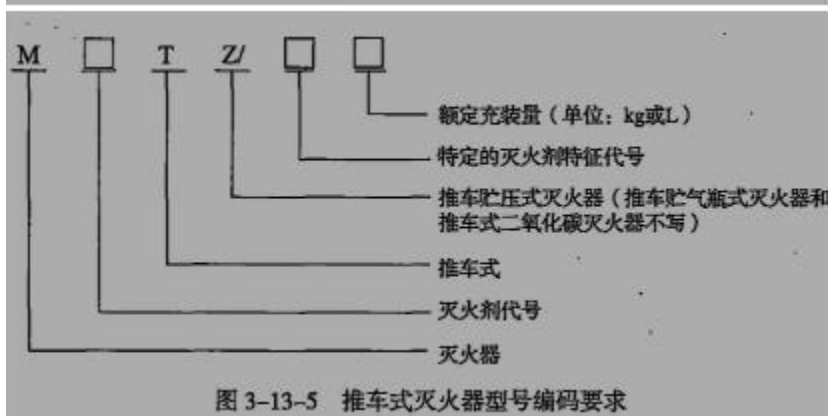 M □ T Z/ □ □
额定充装量（单位：kg或L）
特定的灭火剂特征代号
推车贮压式灭火器（推车贮气瓶式灭火器和
推车式二氧化碳灭火器不写）
推车式
灭火剂代号
灭火器
图 3-13-5 推车式灭火器型号编码要求